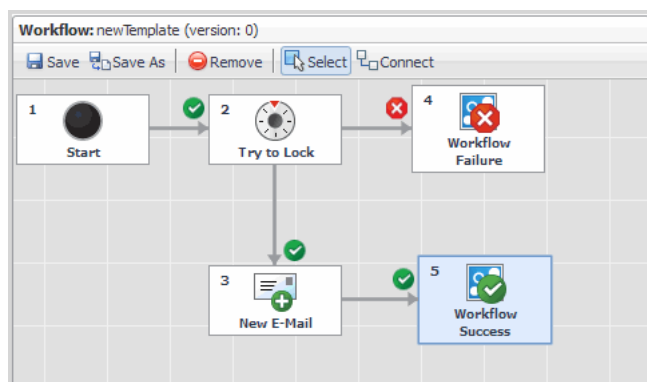 Workflow: newTemplate (version: 0)
Save Save As Remove Select Connect
1
Start
2
Try to Lock
4
Workflow
Failure
3
New E-Mail
5
Workflow
Success